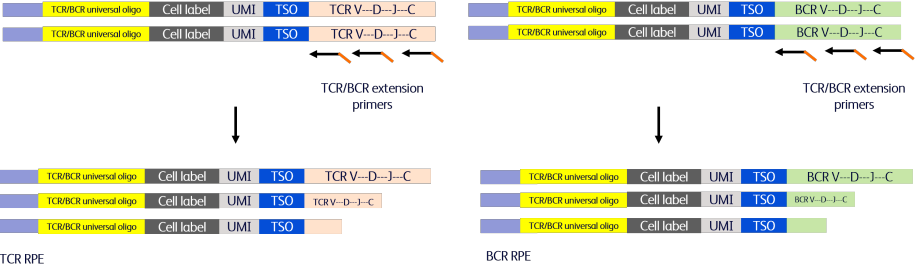 TCR/BCR universal oligo Cell label UMI TSO TCR V---D---J---C
TCR/BCR universal oligo Cell label UMI TSO TCR V---D---J---C
TCR/BCR extension
primers
TCR/BCR universal oligo Cell label UMI TSO TCR V---D---J---C
TCR/BCR universal oligo Cell label UMI TSO TCR V---D---J---C
TCR/BCR universal oligo Cell label UMI TSO
TCR RPE
TCR/BCR universal oligo Cell label UMI TSO BCR V---D---J---C
TCR/BCR universal oligo Cell label UMI TSO BCR V---D---J---C
TCR/BCR extension
primers
TCR/BCR universal oligo Cell label UMI TSO BCR V---D---J---C
TCR/BCR universal oligo Cell label UMI TSO BCR V---D---J---C
TCR/BCR universal oligo Cell label UMI TSO
BCR RPE